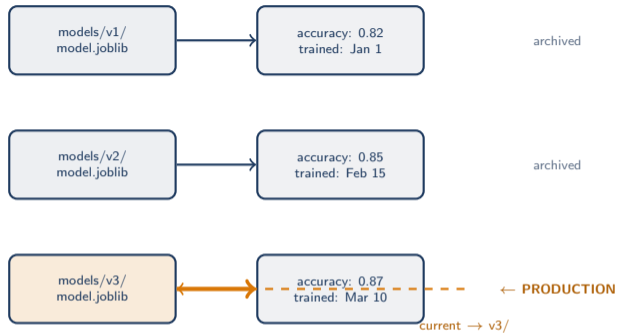 models/v1/
model.joblib
accuracy: 0.82
trained: Jan 1
archived
models/v2/
model.joblib
accuracy: 0.85
trained: Feb 15
archived
models/v3/
model.joblib
accuracy: 0.87
trained: Mar 10
← PRODUCTION
current → v3/